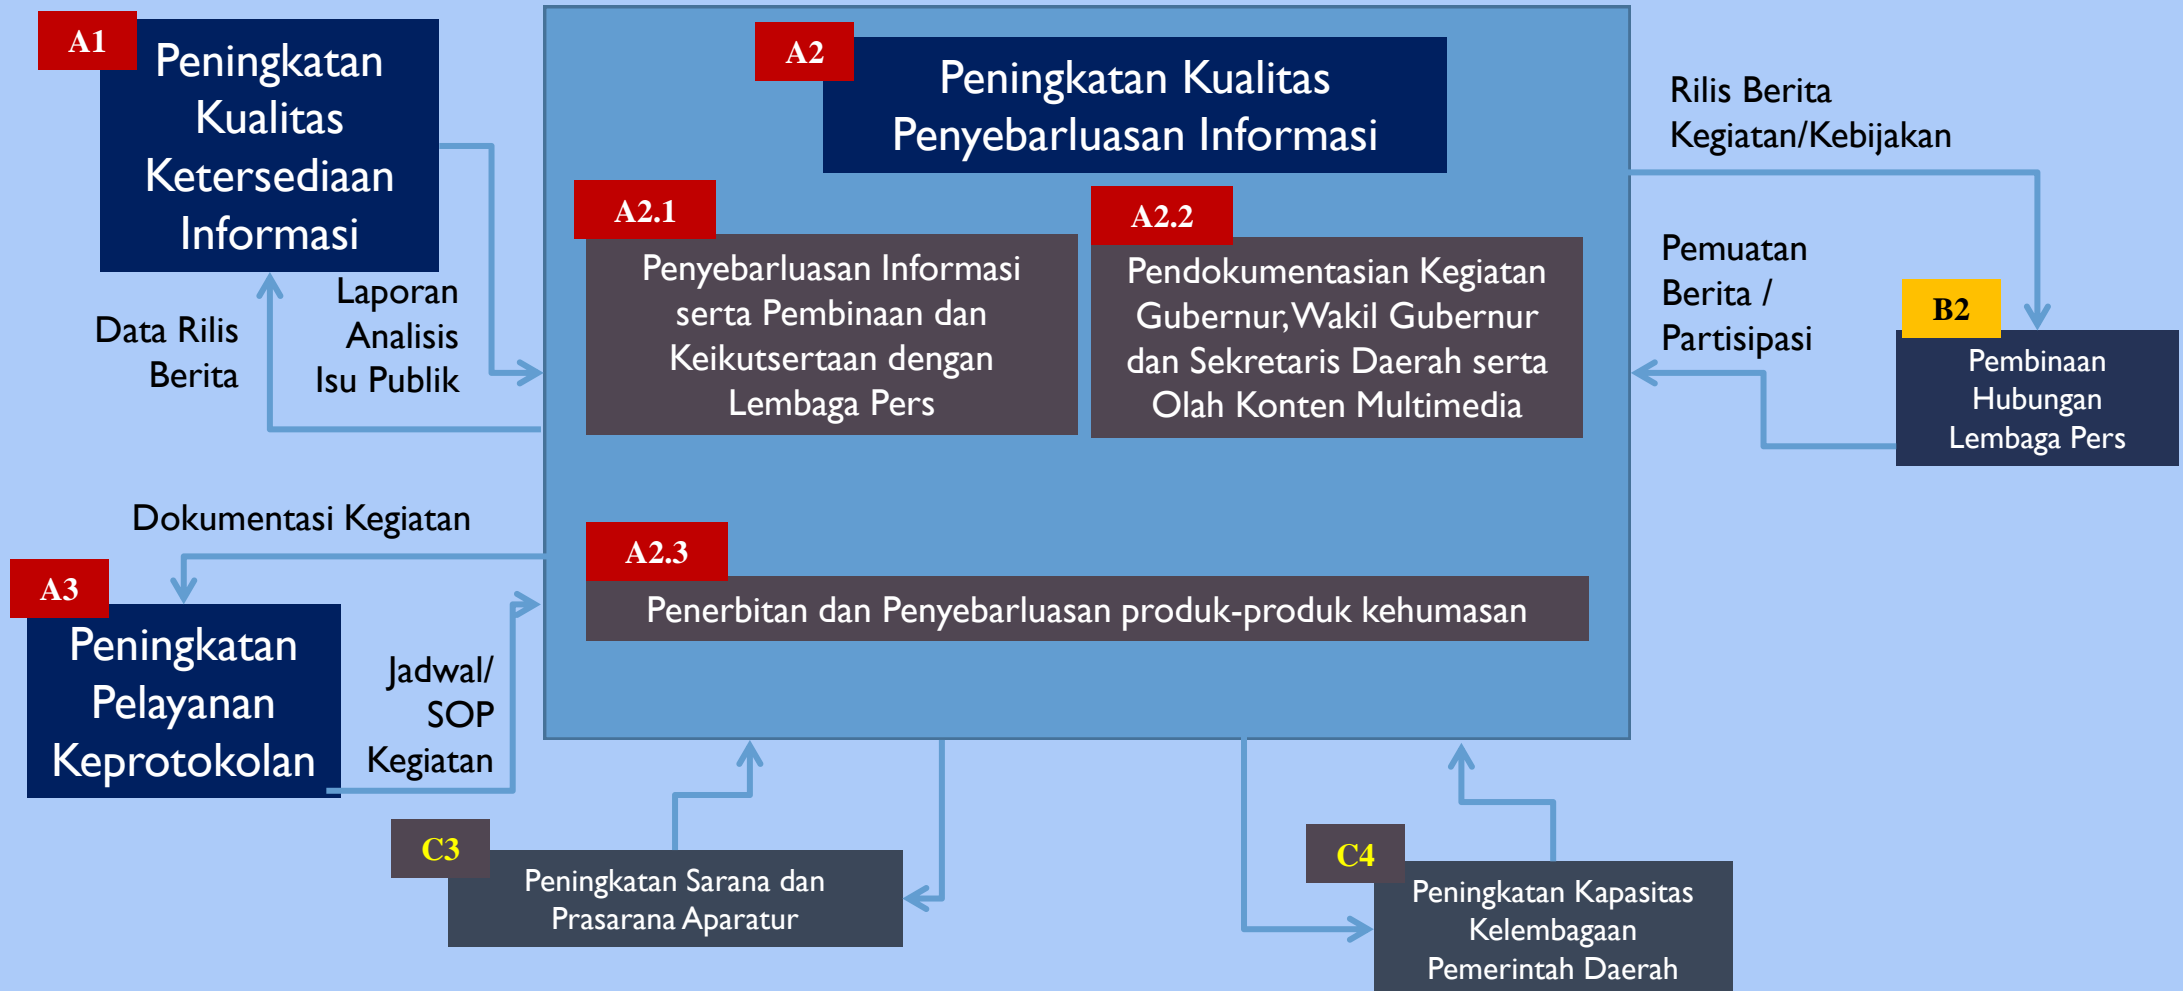 A1
Peningkatan
Kualitas
Ketersediaan
Informasi
A2
Peningkatan Kualitas
Penyebarluasan Informasi
Rilis Berita
Kegiatan/Kebijakan
A2.1
Penyebarluasan Informasi
serta Pembinaan dan
Keikutsertaan dengan
Lembaga Pers
A2.2
Pendokumentasian Kegiatan
Gubernur, Wakil Gubernur
dan Sekretaris Daerah serta
Olah Konten Multimedia
Pemuatan
Berita /
Partisipasi
B2
Pembinaan
Hubungan
Lembaga Pers
Data Rilis
Berita
Laporan
Analisis
Isu Publik
Dokumentasi Kegiatan
A2.3
Penerbitan dan Penyebarluasan produk-produk kehumasan
A3
Peningkatan
Pelayanan
Keprotokolan
Jadwal/
SOP
Kegiatan
C3
Peningkatan Sarana dan
Prasarana Aparatur
C4
Peningkatan Kapasitas
Kelembagaan
Pemerintah Daerah